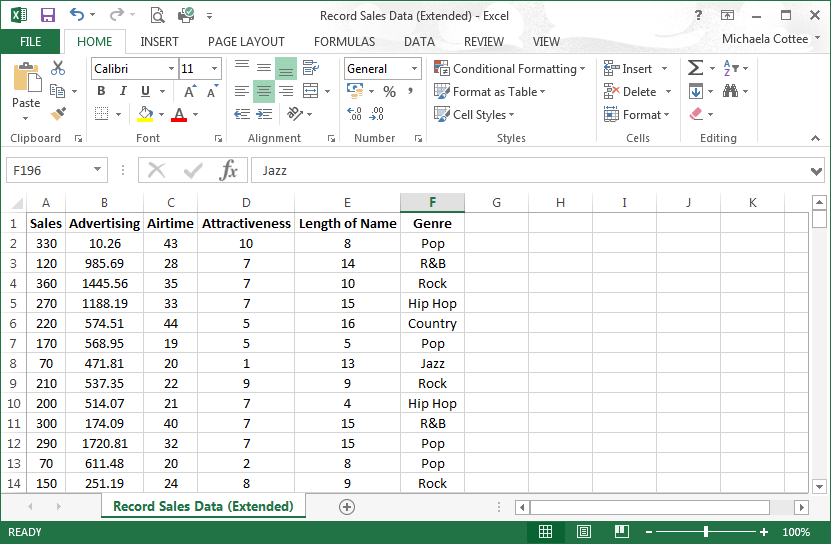 Record Sales Data (Extended) - Excel
FILE HOME INSERT PAGE LAYOUT FORMULAS DATA REVIEW VIEW Michaela Cottee
Paste
Calibri 11
B I U A A
A
General
% ,
.00 .0
Conditional Formatting
Format as Table
Cell Styles
Insert
Delete
Format
Clipboard Font Alignment Number Styles Cells Editing
F196 fx Jazz
A B C D E F G H I J K
1 Sales Advertising Airtime Attractiveness Length of Name Genre
2 330 10.26 43 10 8 Pop
3 120 985.69 28 7 14 R&B
4 360 1445.56 35 7 10 Rock
5 270 1188.19 33 7 15 Hip Hop
6 220 574.51 44 5 16 Country
7 170 568.95 19 5 5 Pop
8 70 471.81 20 1 13 Jazz
9 210 537.35 22 9 9 Rock
10 200 514.07 21 7 4 Hip Hop
11 300 174.09 40 7 15 R&B
12 290 1720.81 32 7 15 Pop
13 70 611.48 20 2 8 Pop
14 150 251.19 24 8 9 Rock
Record Sales Data (Extended)
READY 100%